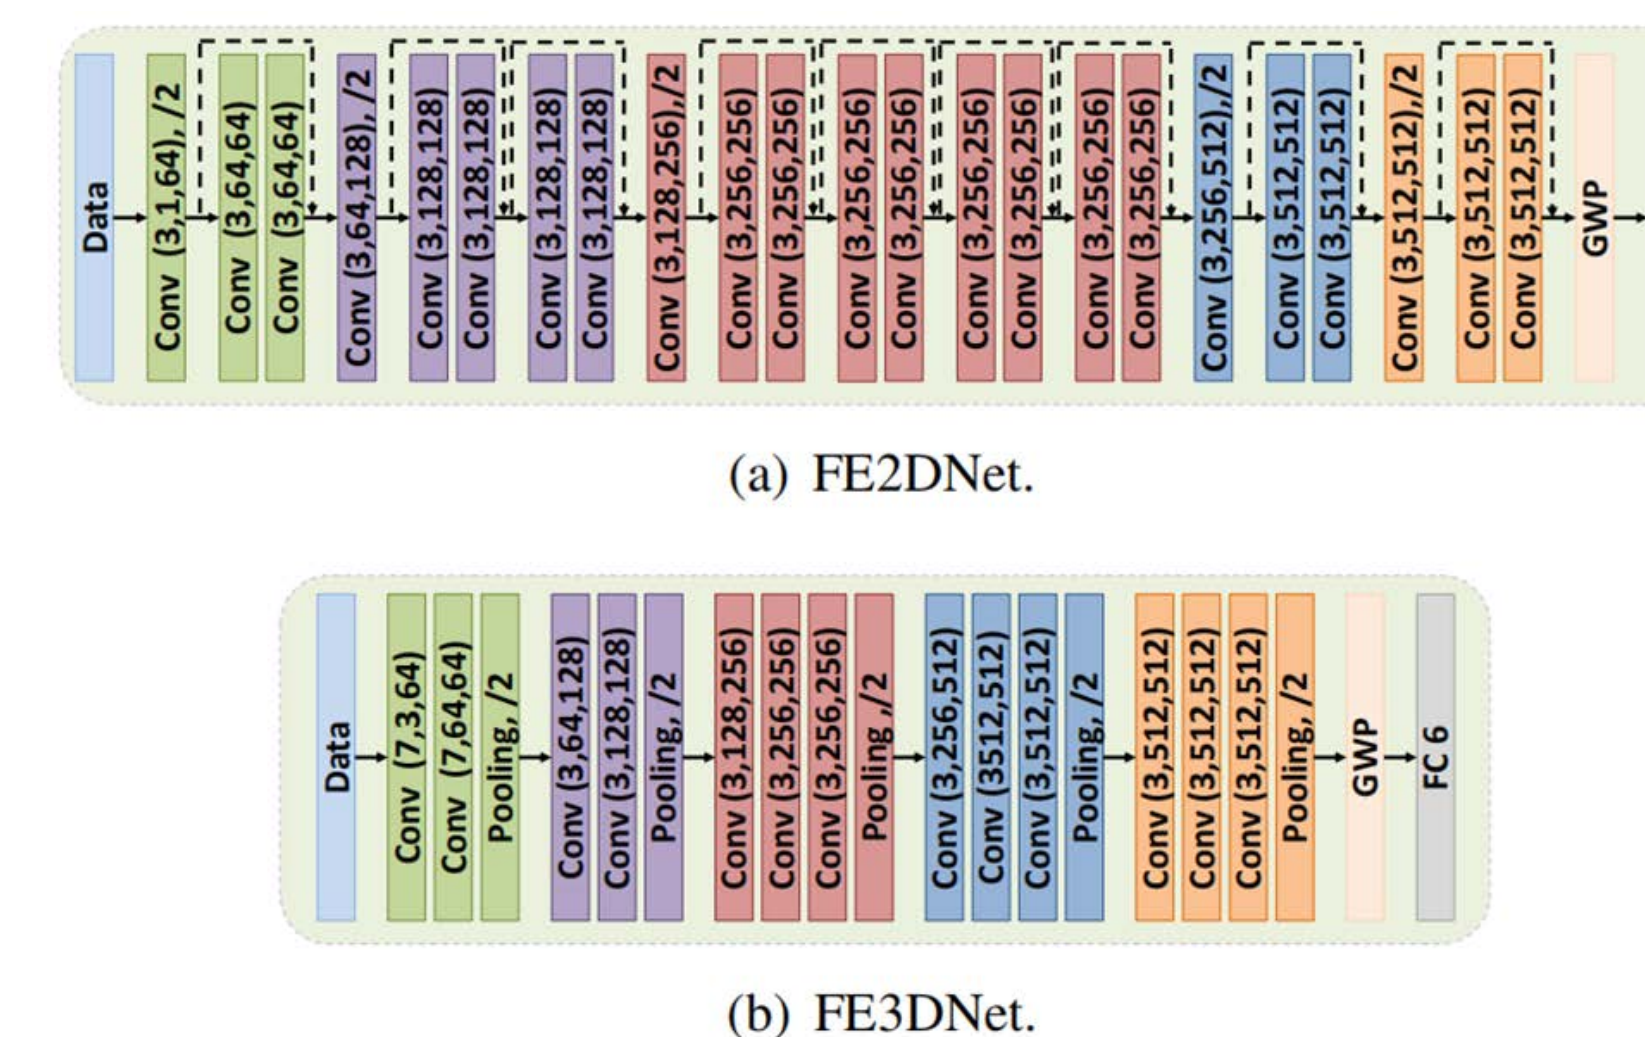 Data
Conv (3,1,64), /2
Conv (3,64,64)
Conv (3,64,64)
Conv (3,64,128), /2
Conv (3,128,128)
Conv (3,128,128)
Conv (3,128,128)
Conv (3,128,128)
Conv (3,128,256),/2
Conv (3,256,256)
Conv (3,256,256)
Conv (3,256,256)
Conv (3,256,256)
Conv (3,256,256)
Conv (3,256,256)
Conv (3,256,256)
Conv (3,256,256)
Conv (3,256,512),/2
Conv (3,512,512)
Conv (3,512,512)
Conv (3,512,512),/2
Conv (3,512,512)
Conv (3,512,512)
GWP
(a) FE2DNet.
Data
Conv (7,3,64)
Conv (7,64,64)
Pooling, /2
Conv (3,64,128)
Conv (3,128,128)
Pooling, /2
Conv (3,128,256)
Conv (3,256,256)
Conv (3,256,256)
Pooling ,/2
Conv (3,256,512)
Conv (3512,512)
Conv (3,512,512)
Pooling, /2
Conv (3,512,512)
Conv (3,512,512)
Conv (3,512,512)
Pooling, /2
GWP
FC 6
(b) FE3DNet.